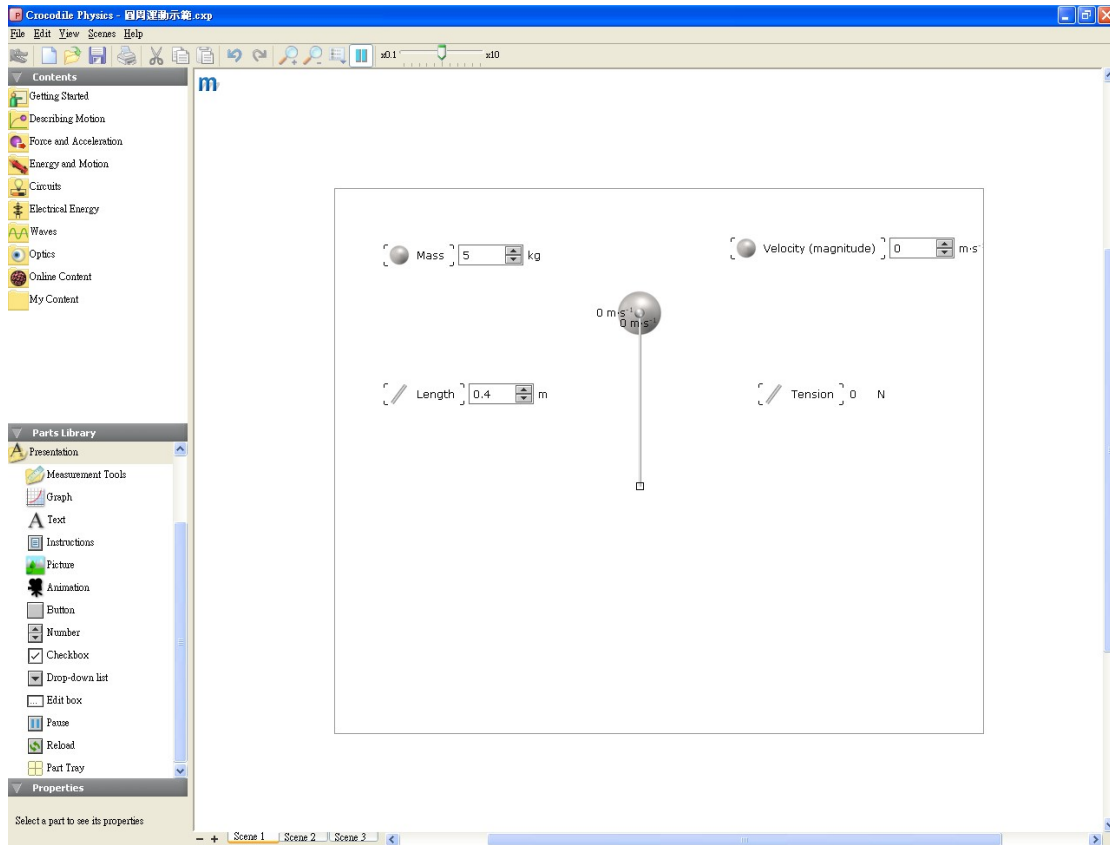 Crocodile Physics - 圓周運動示範.cxp
File Edit View Scenes Help
x0.1 x10
Contents
Getting Started
Describing Motion
Force and Acceleration
Energy and Motion
Circuits
Electrical Energy
Waves
Optics
Online Content
My Content
Parts Library
Presentation
Measurement Tools
Graph
Text
Instructions
Picture
Animation
Button
Number
Checkbox
Drop-down list
Edit box
Pause
Reload
Part Tray
Properties
Select a part to see its properties
m
Mass 5 kg
Velocity (magnitude) 0 m·s⁻
0 m·s⁻¹
0 m·s⁻¹
Length 0.4 m
Tension 0 N
Scene 1 Scene 2 Scene 3